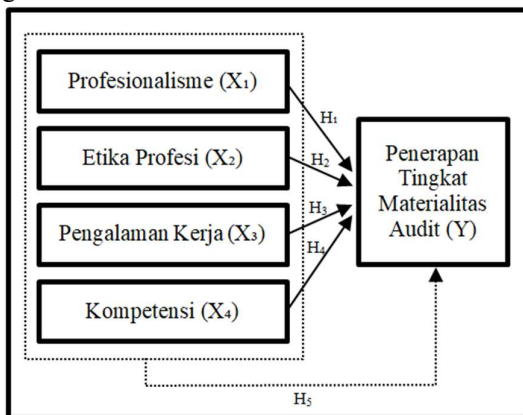 Profesionalisme (X₁)
Etika Profesi (X₂)
Pengalaman Kerja (X₃)
Kompetensi (X₄)
H₁
H₂
H₃
H₄
Penerapan
Tingkat
Materialitas
Audit (Y)
H₅